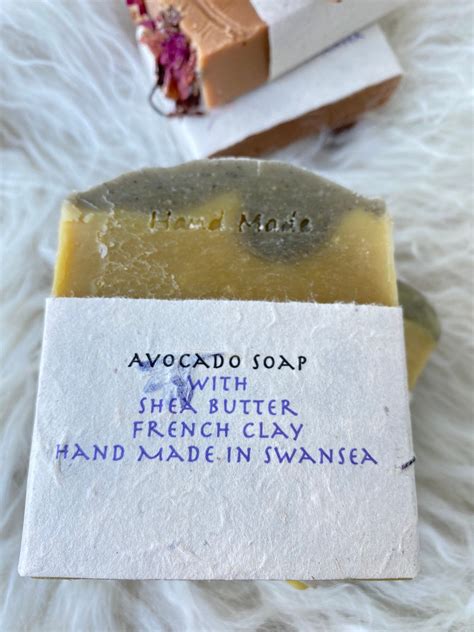 Hand Made
AVOCADO SOAP
WITH
SHEA BUTTER
FRENCH CLAY
HAND MADE IN SWANSEA